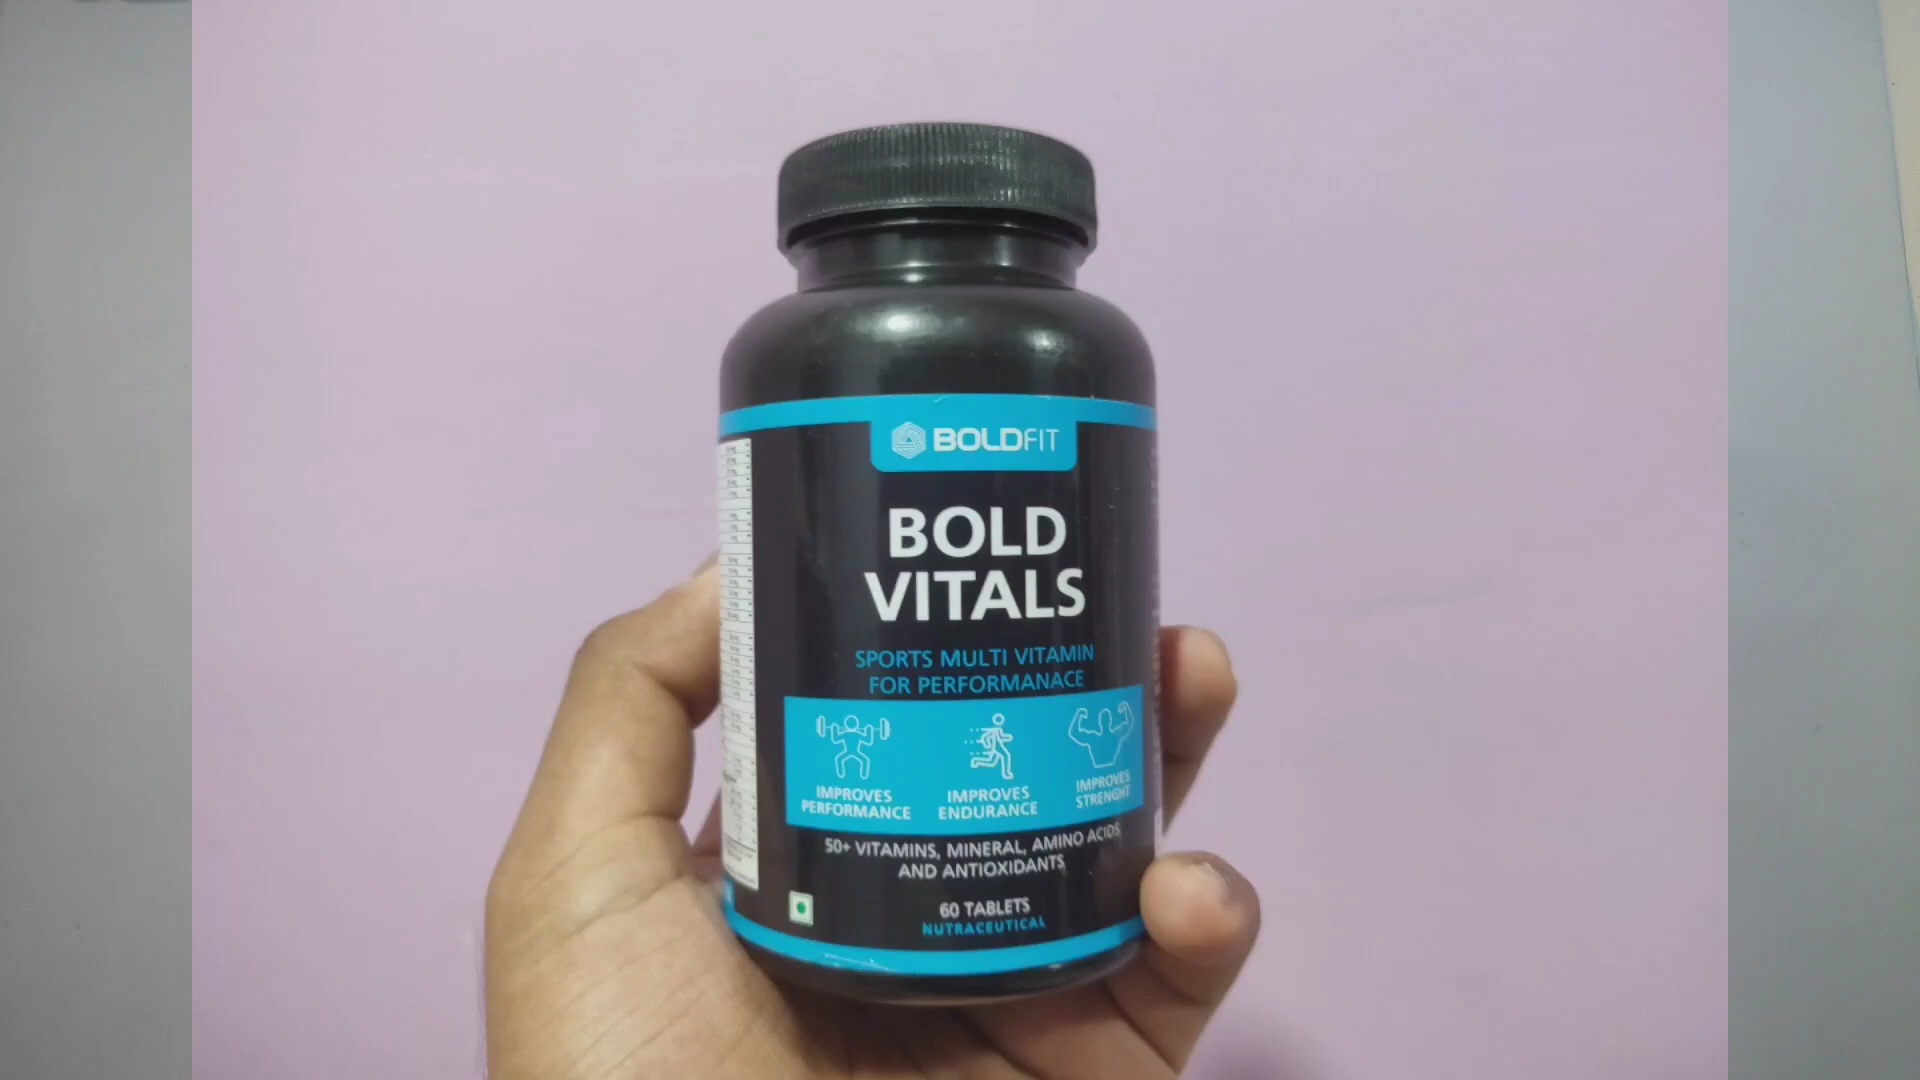 BOLDFIT
BOLD
VITALS
SPORTS MULTI VITAMIN
FOR PERFORMANACE
IMPROVES
PERFORMANCE
IMPROVES
ENDURANCE
IMPROVES
STRENGHT
50+ VITAMINS, MINERAL, AMINO ACIDS
AND ANTIOXIDANTS
60 TABLETS
NUTRACEUTICAL